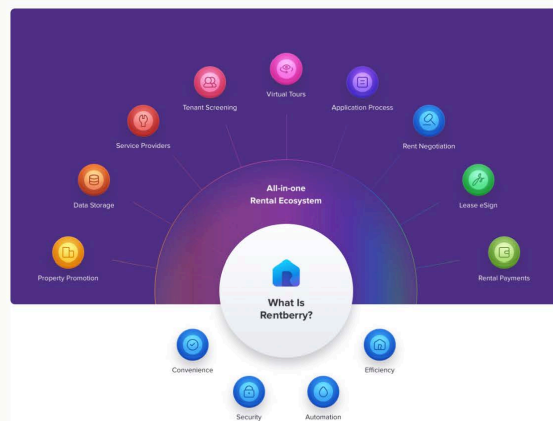 Virtual Tours
Tenant Screening
Application Process
Service Providers
Rent Negotiation
Data Storage
Lease eSign
Property Promotion
Rental Payments
All-in-one
Rental Ecosystem
What Is
Rentberry?
Convenience
Efficiency
Security
Automation